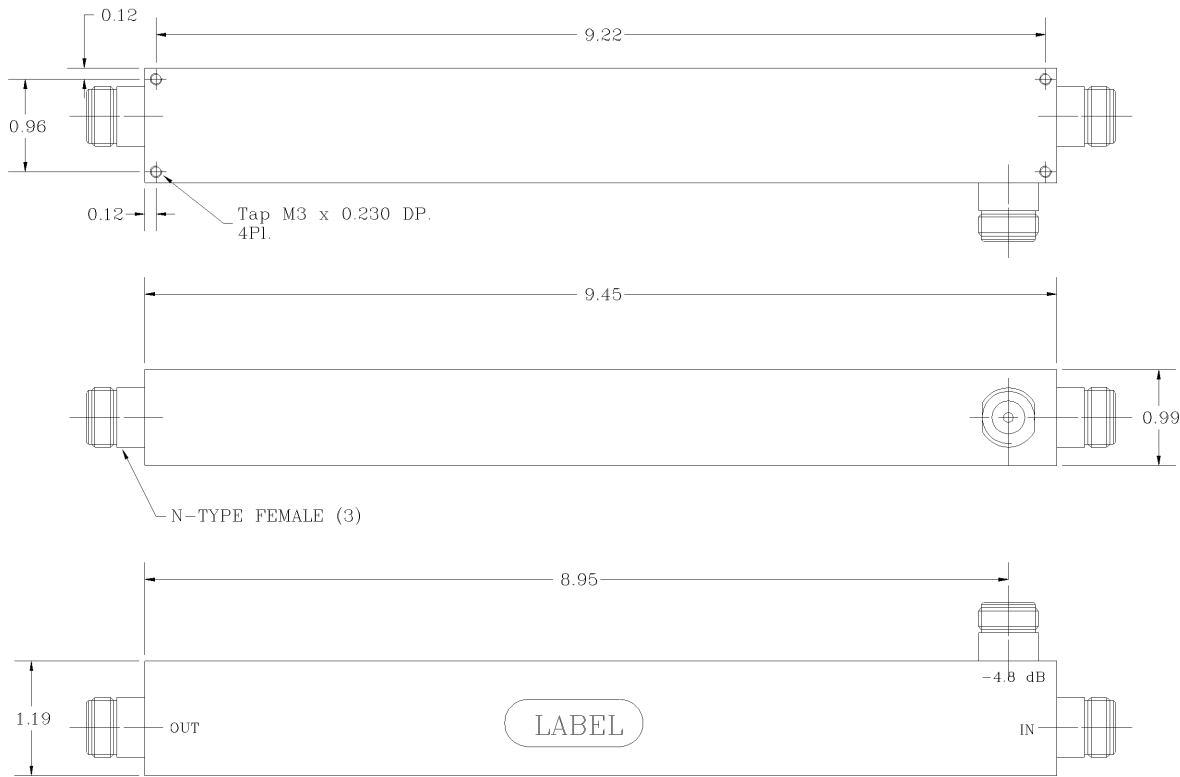 0.12
9.22
0.96
0.12
Tap M3 x 0.230 DP.
4Pl.
9.45
0.99
N-TYPE FEMALE (3)
8.95
-4.8 dB
1.19
OUT
LABEL
IN